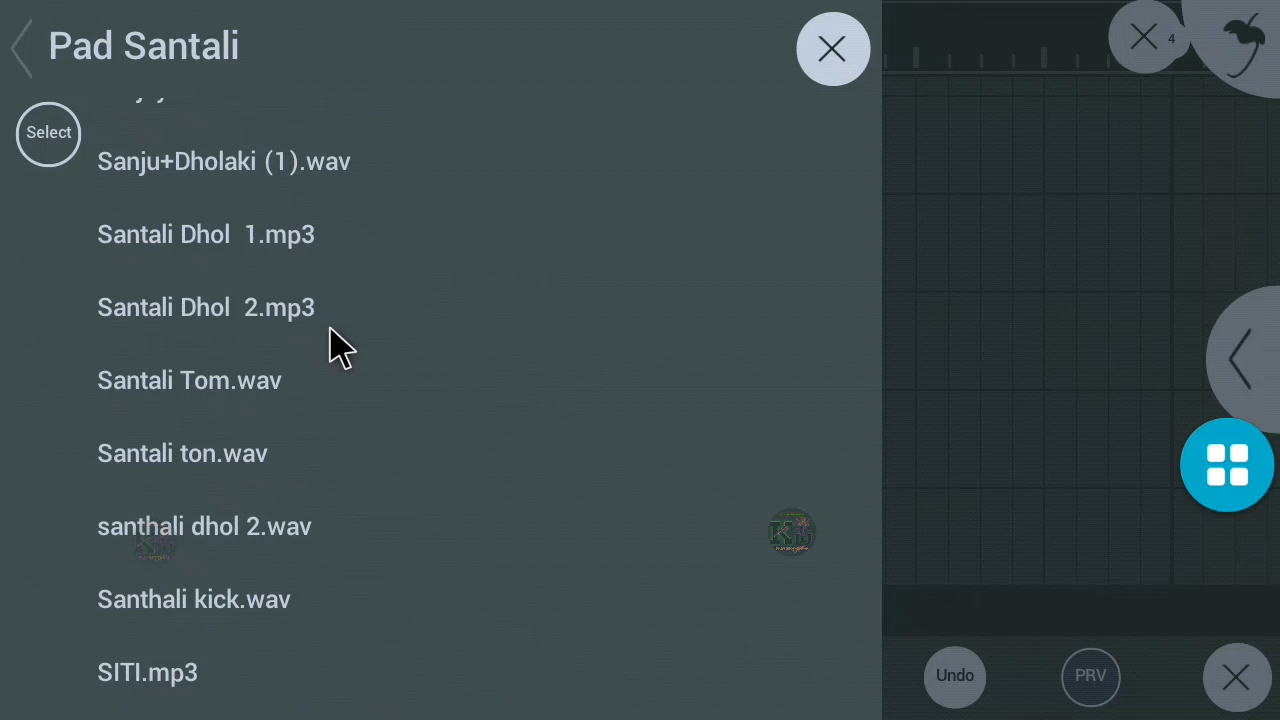 Pad Santali
4
Select
Sanju+Dholaki (1).wav
Santali Dhol  1.mp3
Santali Dhol  2.mp3
Santali Tom.wav
Santali ton.wav
santhali dhol 2.wav
Santhali kick.wav
SITI.mp3
Undo
PRV